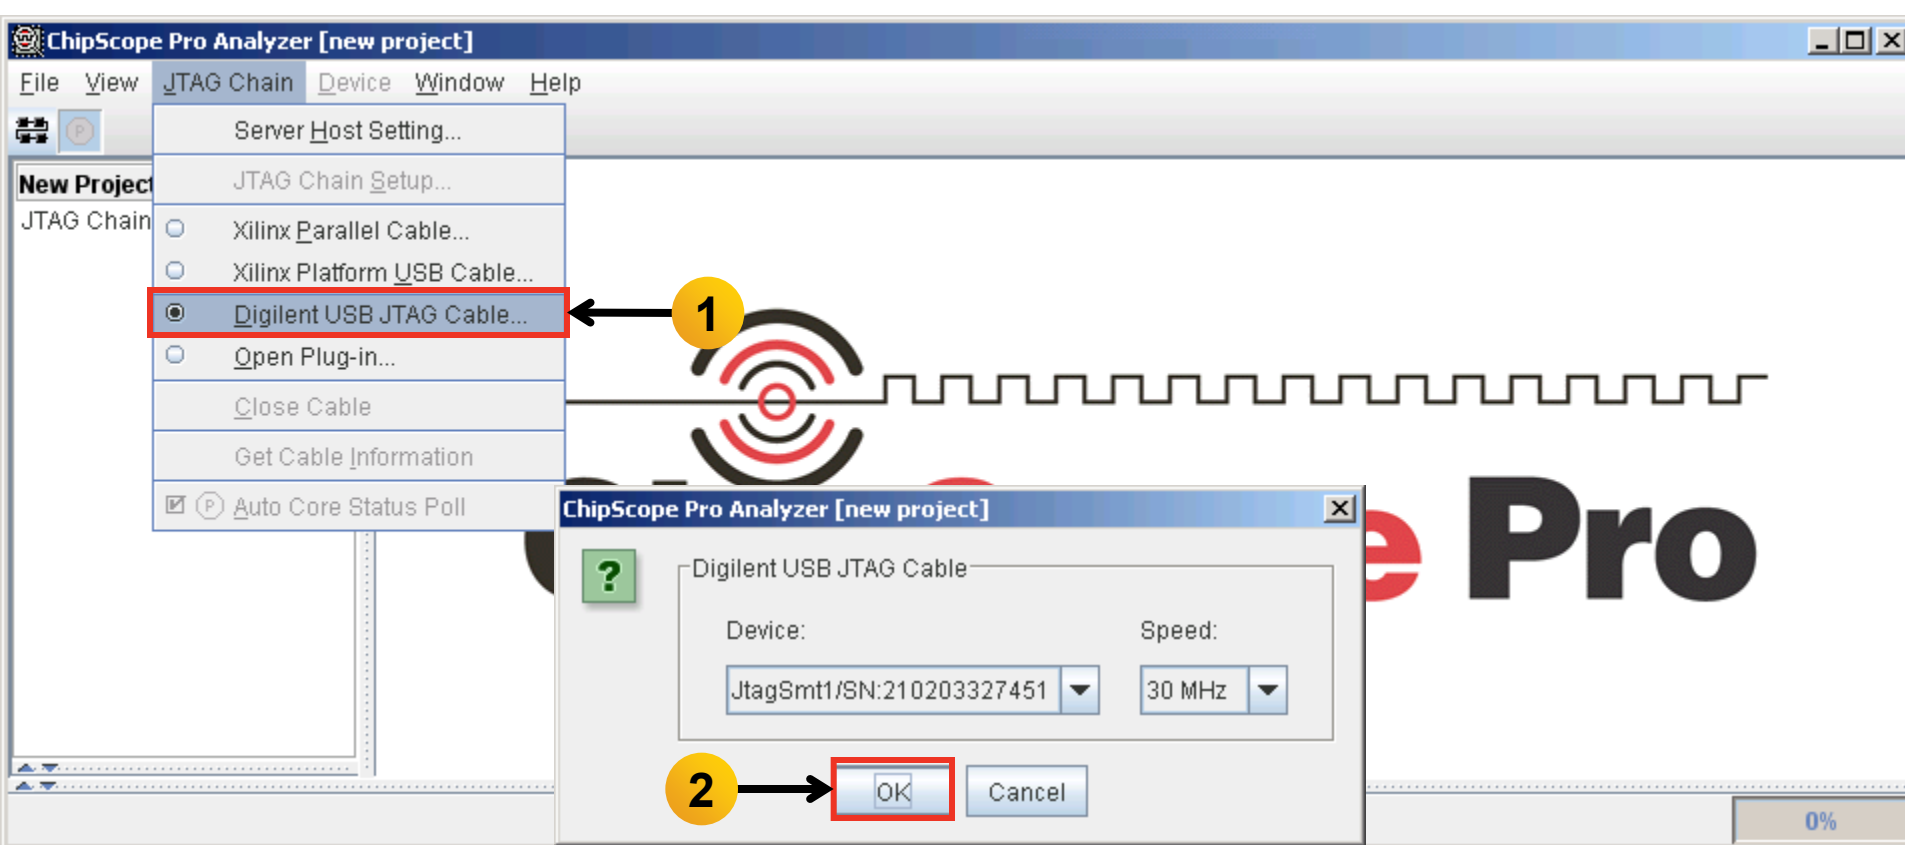 ChipScope Pro Analyzer [new project]
File View JTAG Chain Device Window Help
Server Host Setting...
New Project
JTAG Chain Setup...
JTAG Chain
Xilinx Parallel Cable...
Xilinx Platform USB Cable...
Digilent USB JTAG Cable...
1
Open Plug-in...
Close Cable
Get Cable Information
P Auto Core Status Poll
e Pro
ChipScope Pro Analyzer [new project]
?
Digilent USB JTAG Cable
Device: Speed:
JtagSmt1/SN:210203327451 30 MHz
2
OK Cancel
0%